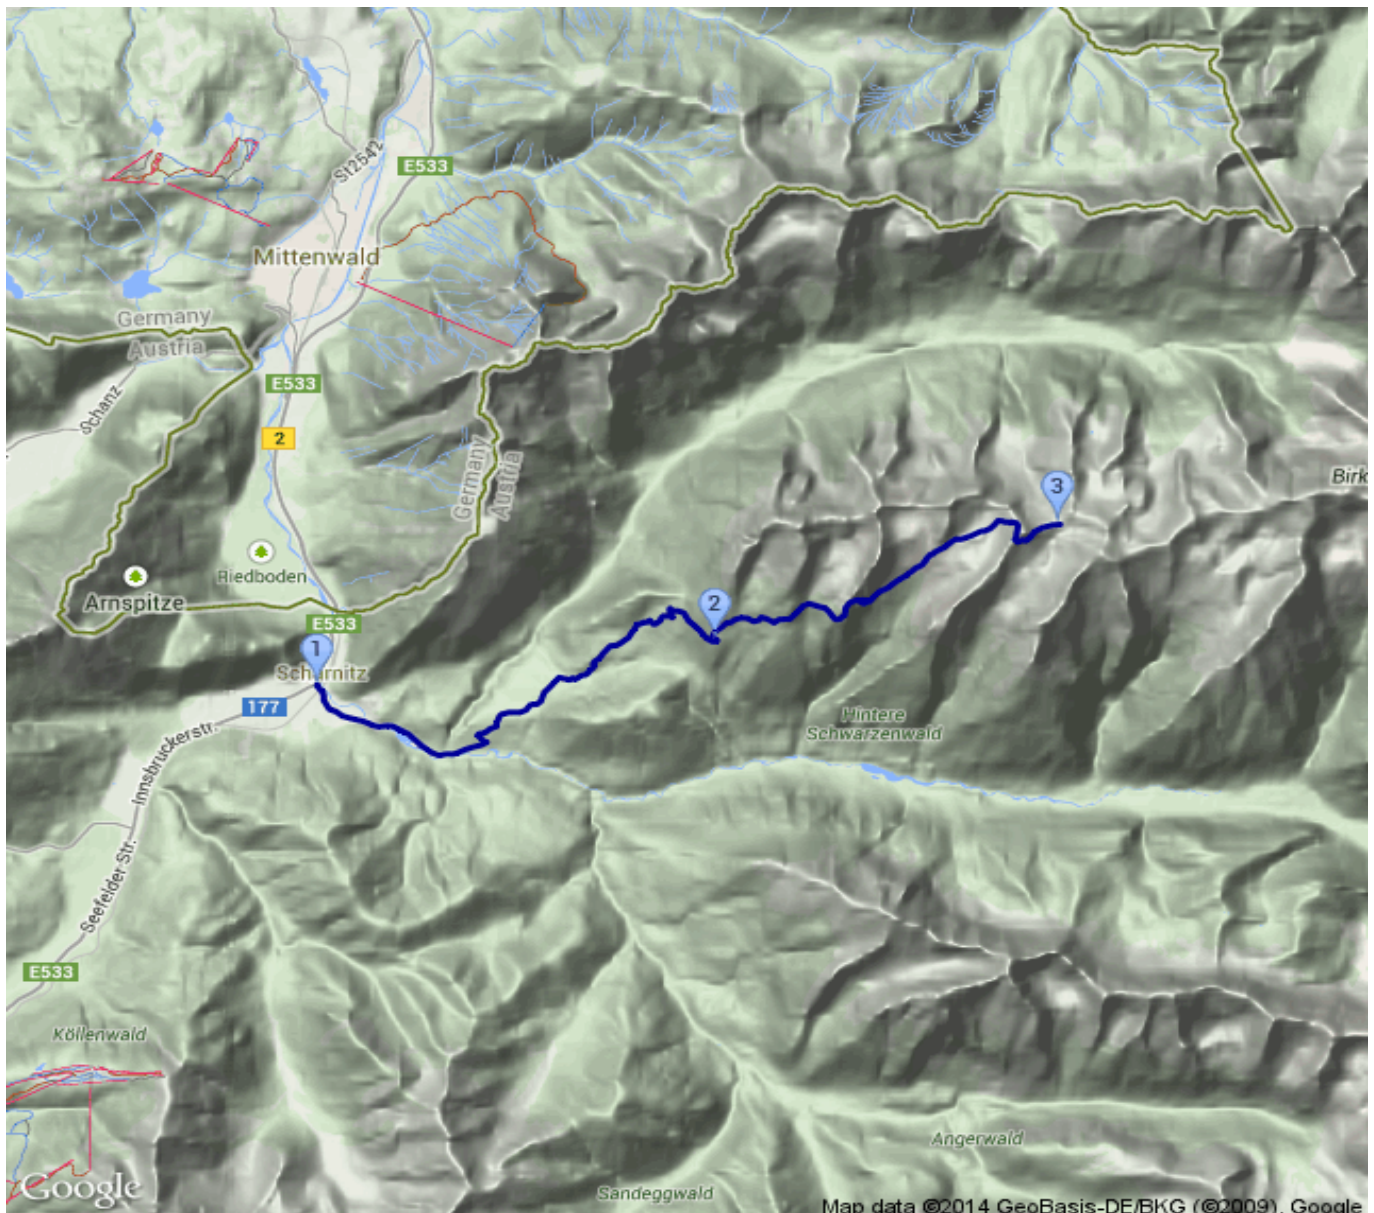 St2542
E533
Mittenwald
Germany
Austria
E533
Schanz
2
Germany
Austria
3
Birk
Riedboden
Arnspitze
2
E533
1
Scharnitz
177
Hintere
Schwarzenwald
Innsbruckerstr.
Seefelder Str.
E533
Köllenwald
Angerwald
Sandeggwald
Google
Map data ©2014 GeoBasis-DE/BKG (©2009), Google